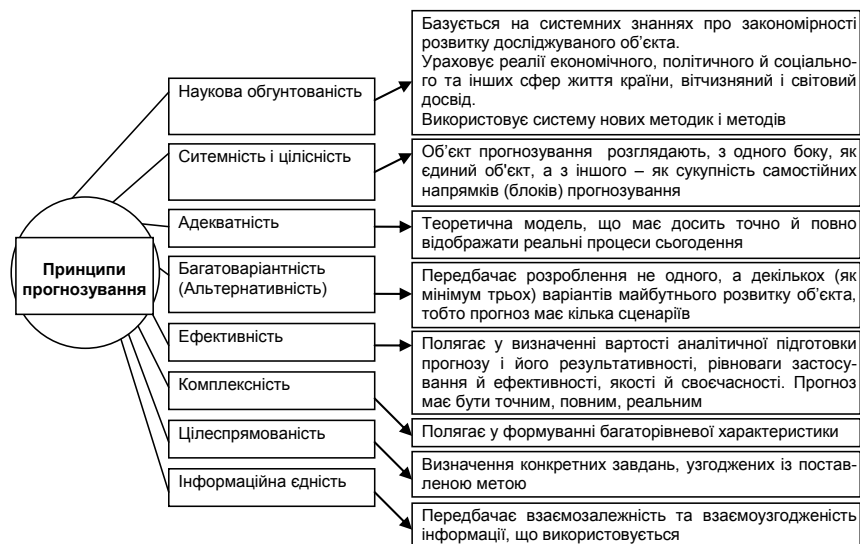 Принципи
прогнозування
Наукова обгунтованість
Базується на системних знаннях про закономірності
розвитку досліджуваного об’єкта.
Ураховує реалії економічного, політичного й соціально-
го та інших сфер життя країни, вітчизняний і світовий
досвід.
Використовує систему нових методик і методів
Ситемність і цілісність
Об’єкт прогнозування розглядають, з одного боку, як
єдиний об'єкт, а з іншого – як сукупність самостійних
напрямків (блоків) прогнозування
Адекватність
Теоретична модель, що має досить точно й повно
відображати реальні процеси сьогодення
Багатоваріантність
(Альтернативність)
Передбачає розроблення не одного, а декількох (як
мінімум трьох) варіантів майбутнього розвитку об’єкта,
тобто прогноз має кілька сценаріїв
Ефективність
Полягає у визначенні вартості аналітичної підготовки
прогнозу і його результативності, рівноваги застосу-
вання й ефективності, якості й своєчасності. Прогноз
має бути точним, повним, реальним
Комплексність
Полягає у формуванні багаторівневої характеристики
Цілеспрямованість
Визначення конкретних завдань, узгоджених із постав-
леною метою
Інформаційна єдність
Передбачає взаємозалежність та взаємоузгодженість
інформації, що використовується